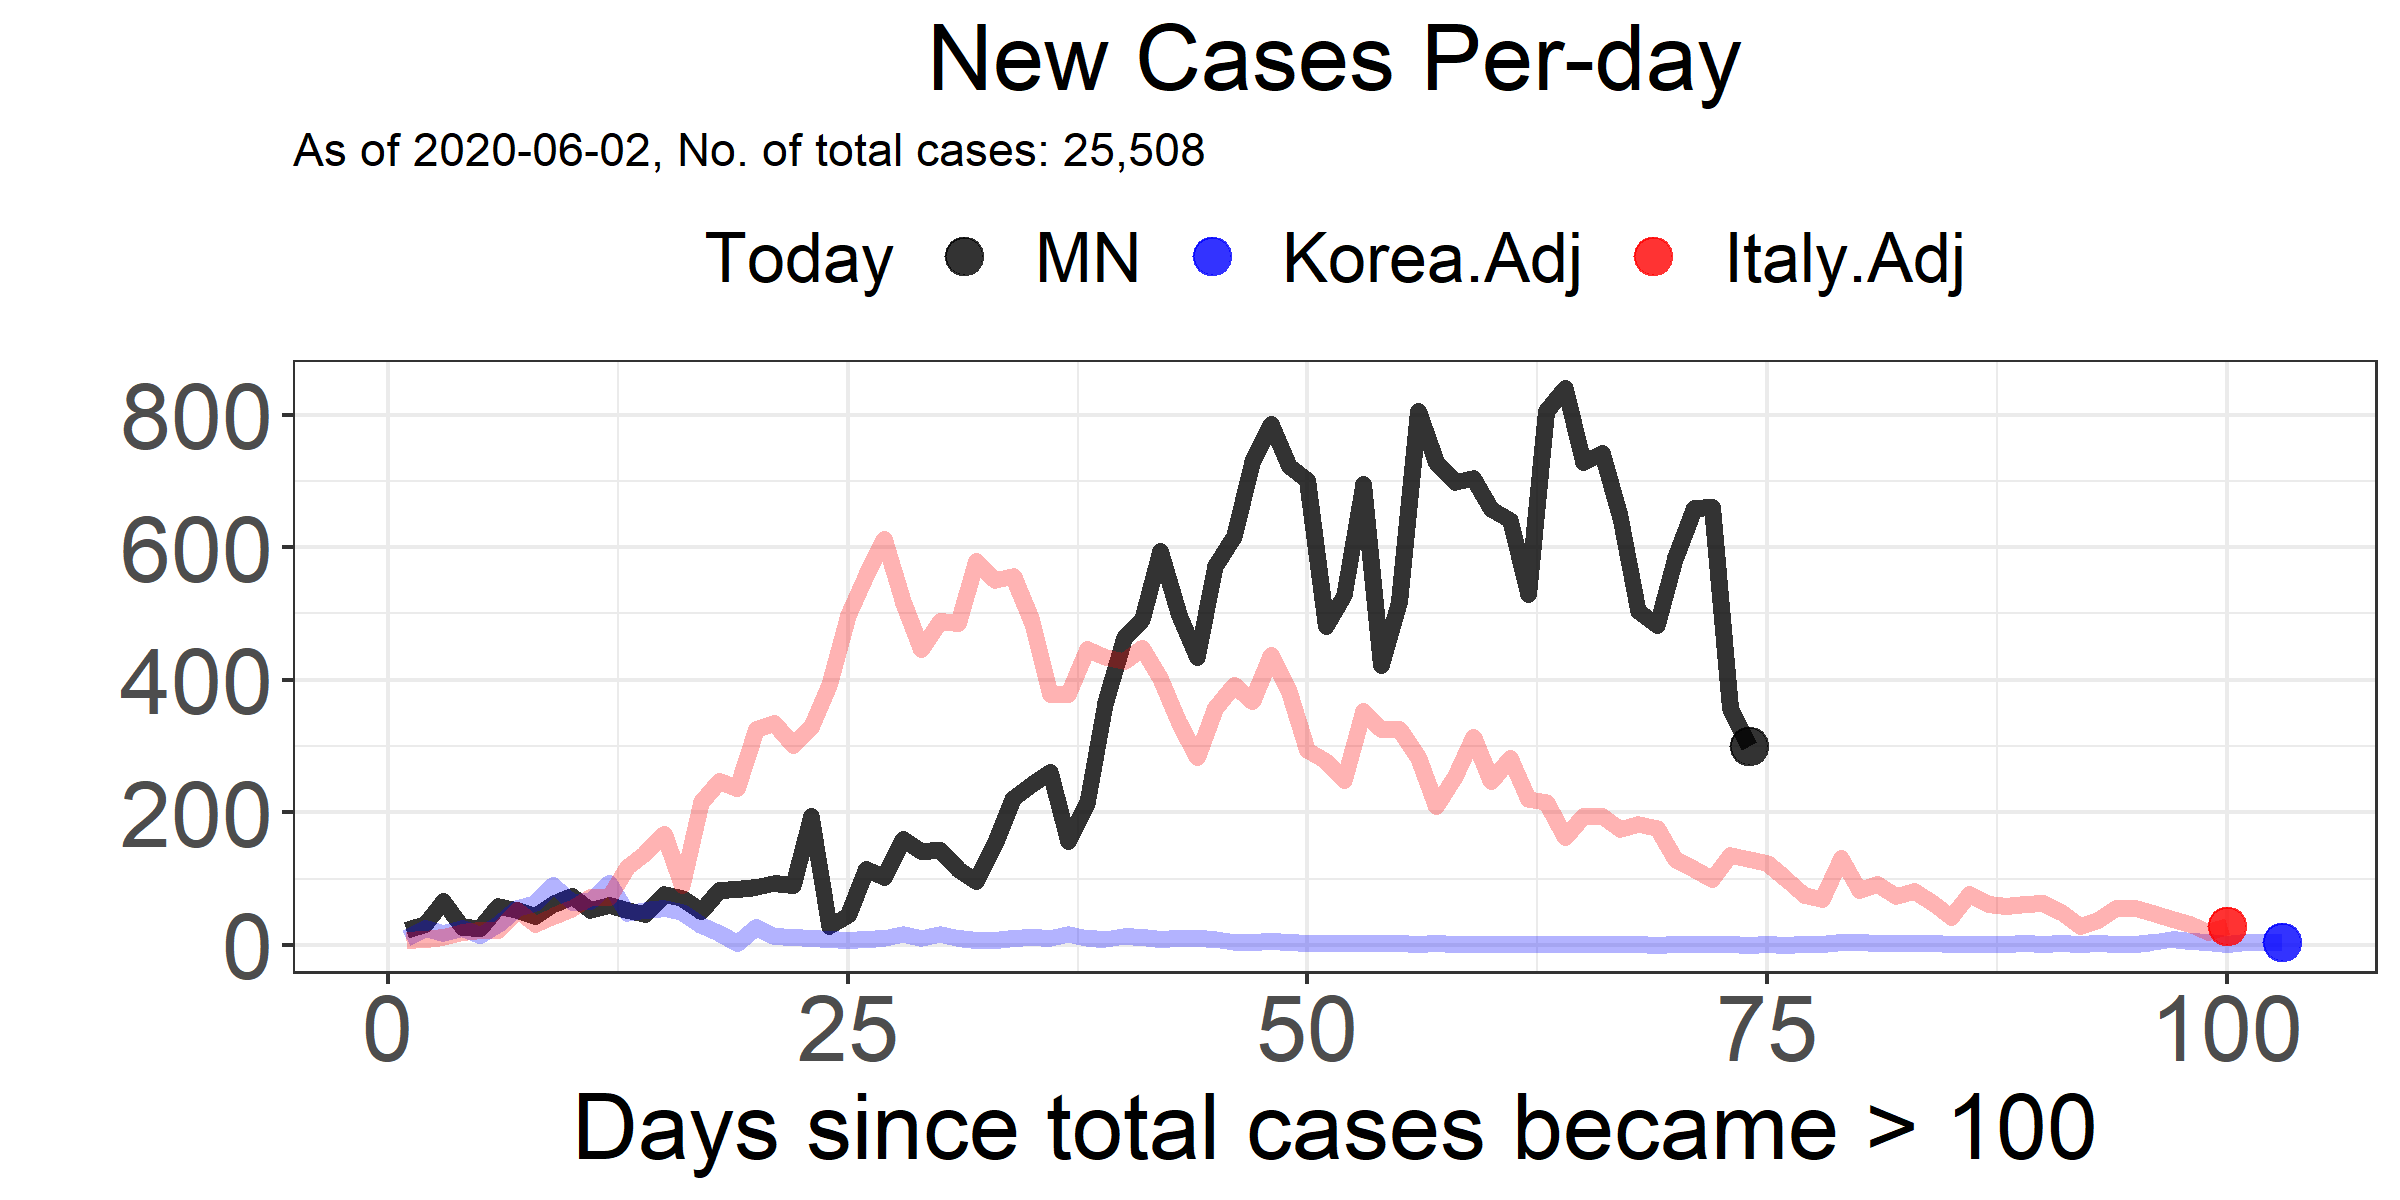 New Cases Per-day
As of 2020-06-02, No. of total cases: 25,508
Today MN Korea.Adj Italy.Adj
800
600
400
200
0
0 25 50 75 100
Days since total cases became > 100